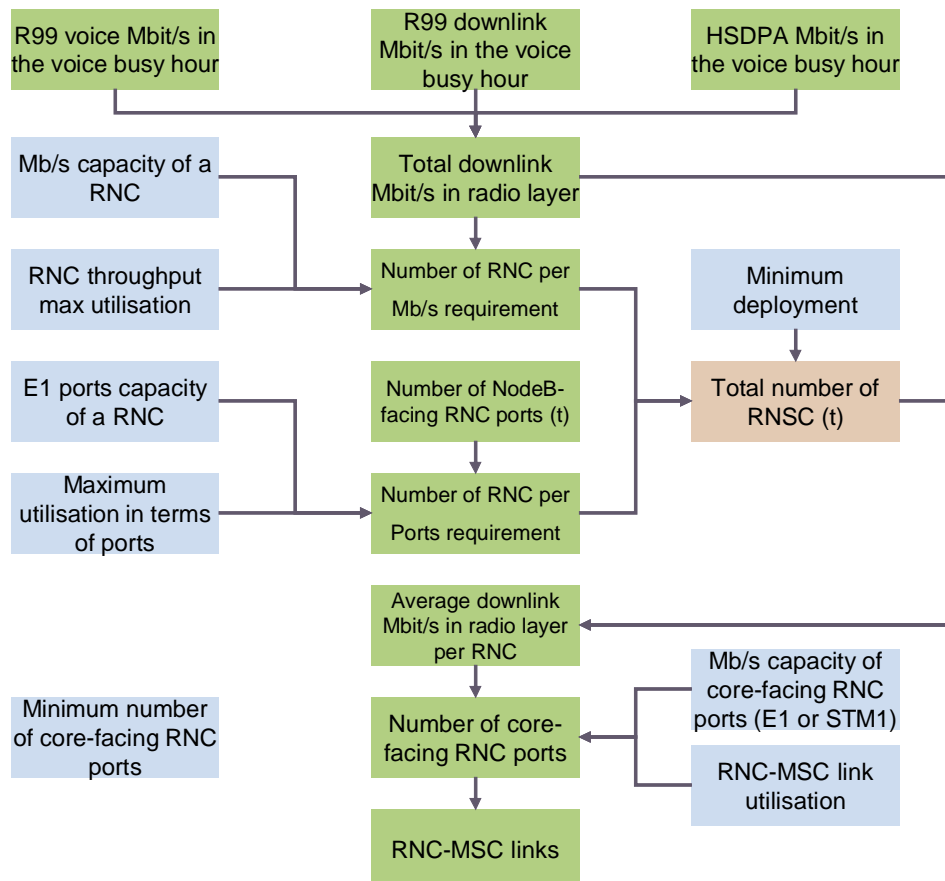 R99 voice Mbit/s in
the voice busy hour
R99 downlink
Mbit/s in the voice
busy hour
HSDPA Mbit/s in
the voice busy hour
Mb/s capacity of a
RNC
Total downlink
Mbit/s in radio layer
RNC throughput
max utilisation
Number of RNC per
Mb/s requirement
Minimum
deployment
E1 ports capacity
of a RNC
Number of NodeB-
facing RNC ports (t)
Total number of
RNSC (t)
Maximum
utilisation in terms
of ports
Number of RNC per
Ports requirement
Average downlink
Mbit/s in radio layer
per RNC
Mb/s capacity of
core-facing RNC
ports (E1 or STM1)
Minimum number
of core-facing RNC
ports
Number of core-
facing RNC ports
RNC-MSC link
utilisation
RNC-MSC links